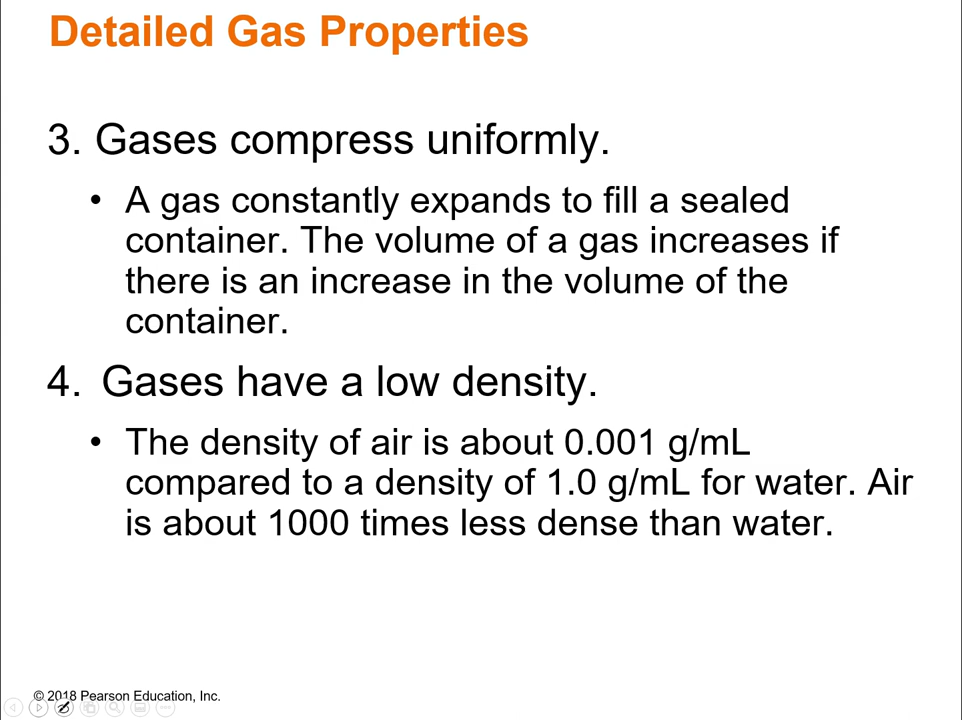 Detailed Gas Properties
3. Gases compress uniformly.
• A gas constantly expands to fill a sealed
container. The volume of a gas increases if
there is an increase in the volume of the
container.
4. Gases have a low density.
• The density of air is about 0.001 g/mL
compared to a density of 1.0 g/mL for water. Air
is about 1000 times less dense than water.
© 2018 Pearson Education, Inc.